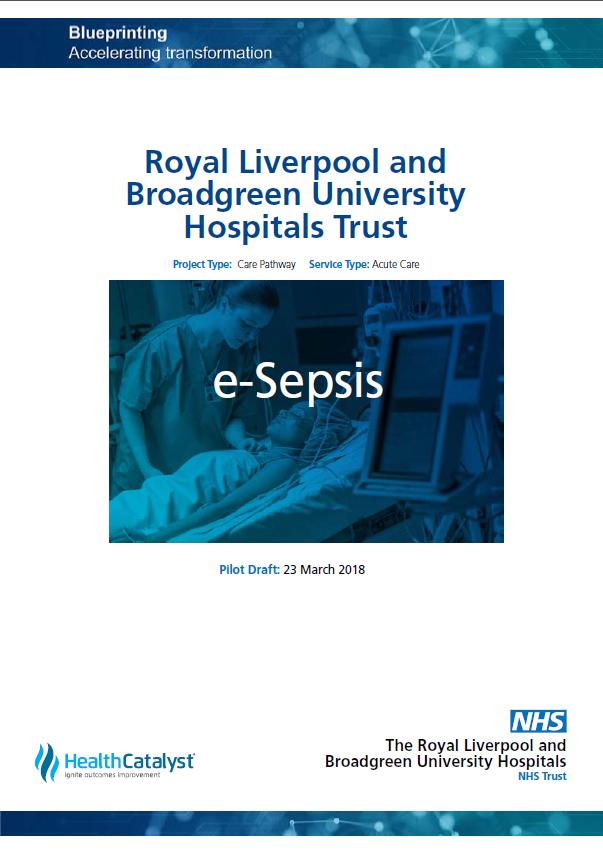 Blueprinting
Accelerating transformation
Royal Liverpool and
Broadgreen University
Hospitals Trust
Project Type: Care Pathway Service Type: Acute Care
e-Sepsis
Pilot Draft: 23 March 2018
NHS
The Royal Liverpool and
Broadgreen University Hospitals
NHS Trust
HealthCatalyst
ignite outcomes improvement